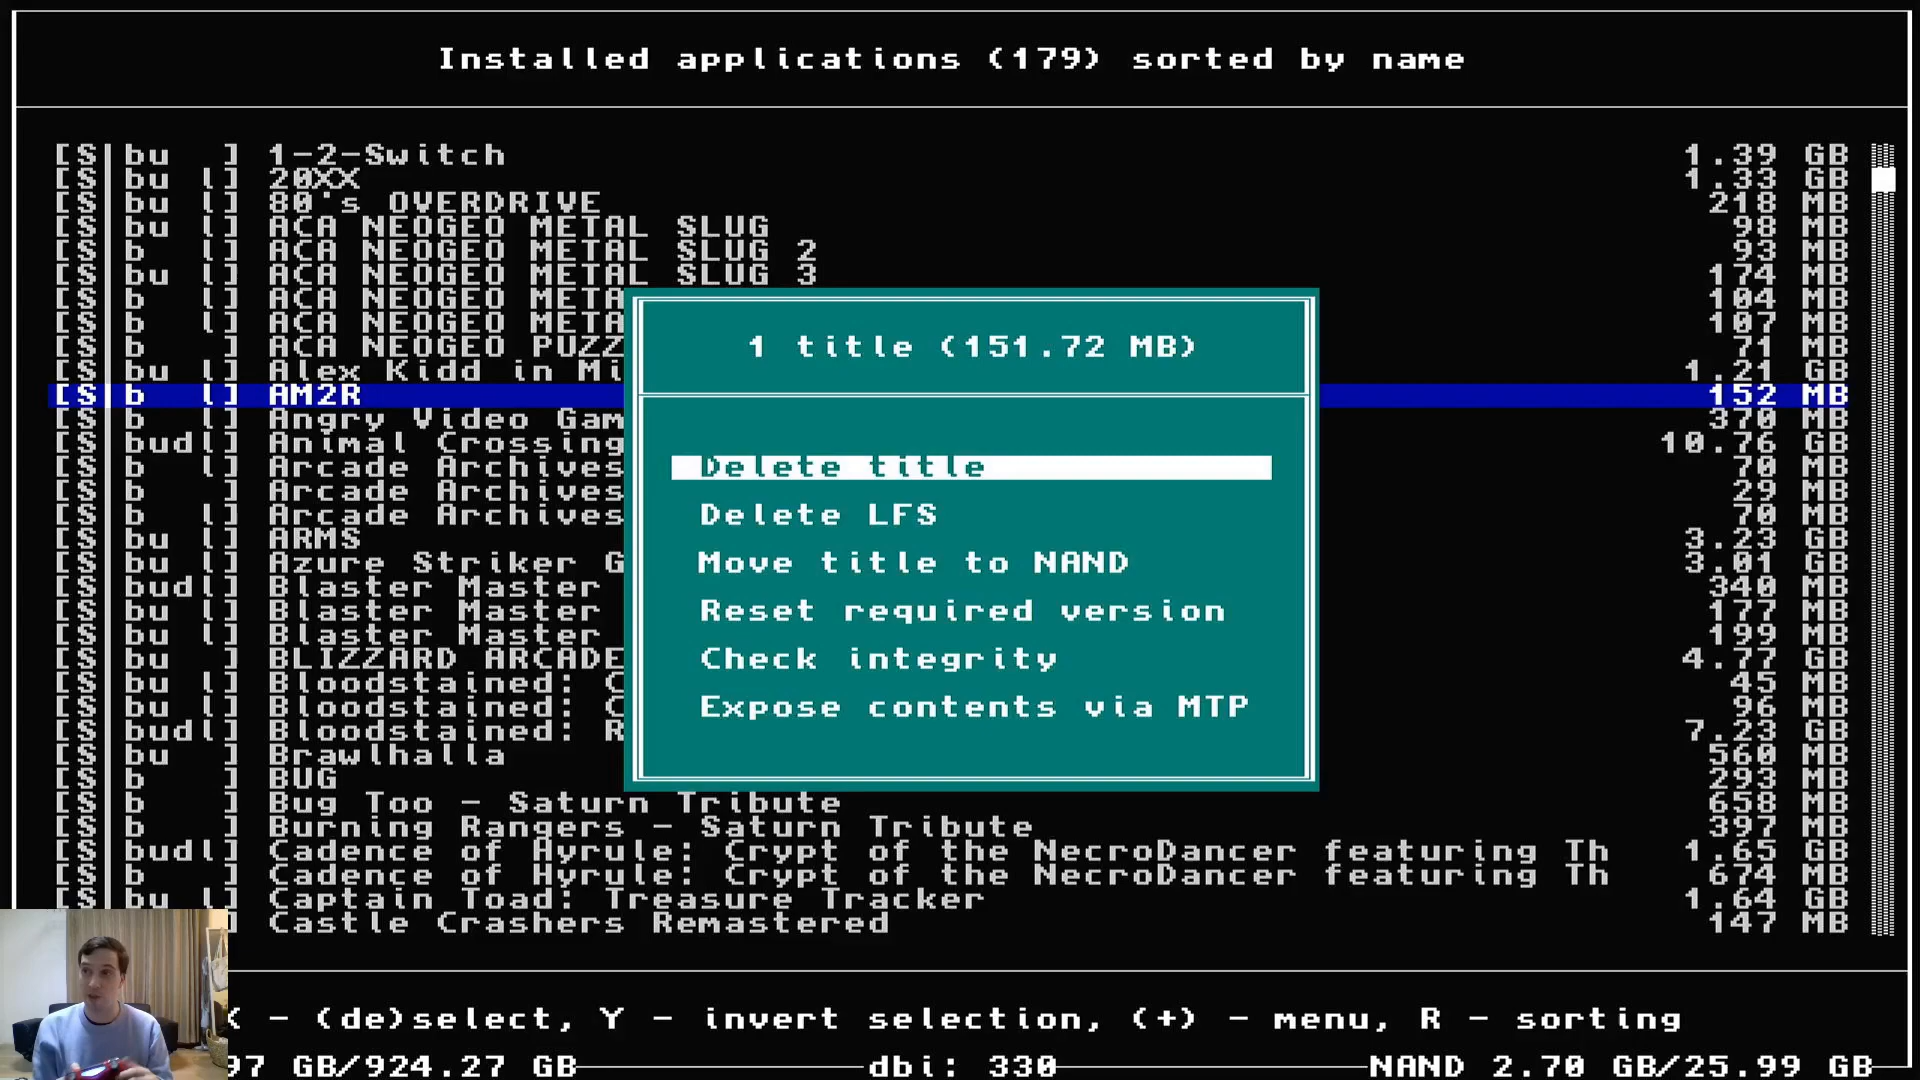 Installed applications (179) sorted by name
[S|bu  ] 1-2-Switch 1.39 GB
[S|bu l] 20XX 1.33 GB
[S|bu l] 80's OVERDRIVE 218 MB
[S|bu l] ACA NEOGEO METAL SLUG 98 MB
[S|b  l] ACA NEOGEO METAL SLUG 2 93 MB
[S|bu l] ACA NEOGEO METAL SLUG 3 174 MB
[S|b  l] ACA NEOGEO META 104 MB
[S|b  l] ACA NEOGEO META 107 MB
[S|b   ] ACA NEOGEO PUZZ 71 MB
[S|bu l] Alex Kidd in Mi 1.21 GB
[S|b  l] AM2R 152 MB
[S|b  l] Angry Video Gam 370 MB
[S|budl] Animal Crossing 10.76 GB
[S|b  l] Arcade Archives 70 MB
[S|b   ] Arcade Archives 29 MB
[S|b  l] Arcade Archives 70 MB
[S|bu l] ARMS 3.23 GB
[S|bu l] Azure Striker G 3.01 GB
[S|budl] Blaster Master 340 MB
[S|bu l] Blaster Master 177 MB
[S|bu l] Blaster Master 199 MB
[S|bu  ] BLIZZARD ARCADE 4.77 GB
[S|bu l] Bloodstained: C 45 MB
[S|bu l] Bloodstained: C 96 MB
[S|budl] Bloodstained: R 7.23 GB
[S|bu  ] Brawlhalla 560 MB
[S|b   ] BUG 293 MB
[S|b   ] Bug Too - Saturn Tribute 658 MB
[S|b   ] Burning Rangers - Saturn Tribute 397 MB
[S|budl] Cadence of Hyrule: Crypt of the NecroDancer featuring Th 1.65 GB
[S|b   ] Cadence of Hyrule: Crypt of the NecroDancer featuring Th 674 MB
[S|bu l] Captain Toad: Treasure Tracker 1.64 GB
] Castle Crashers Remastered 147 MB
1 title (151.72 MB)
Delete title
Delete LFS
Move title to NAND
Reset required version
Check integrity
Expose contents via MTP
X - (de)select, Y - invert selection, (+) - menu, R - sorting
97 GB/924.27 GB dbi: 330 NAND 2.70 GB/25.99 GB